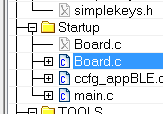 simplekeys.h
Startup
Board.c
Board.c
ccfg_appBLE.c
main.c
TOOLS